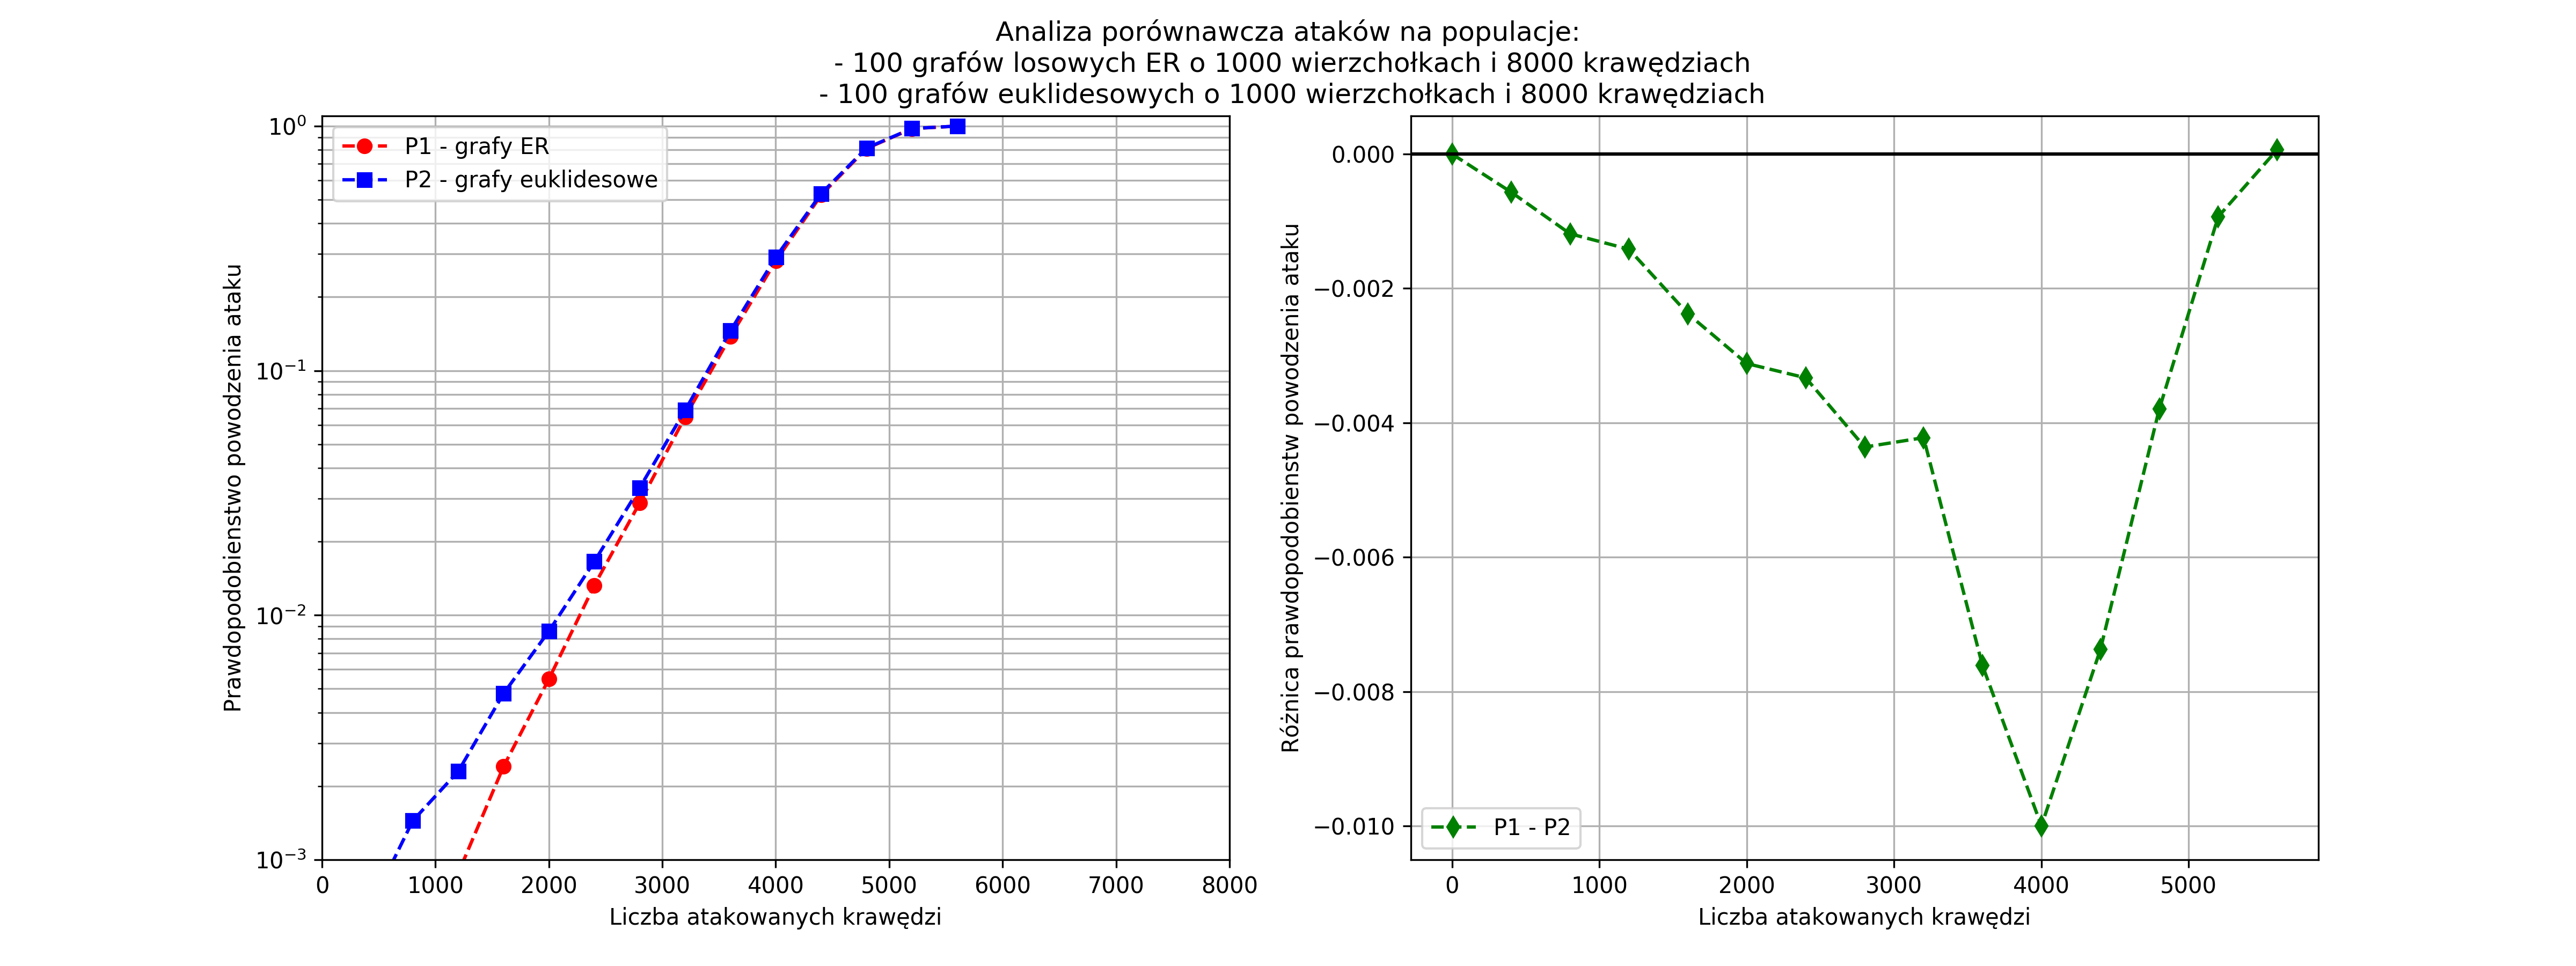 Analiza porównawcza ataków na populacje:
- 100 grafów losowych ER o 1000 wierzchołkach i 8000 krawędziach
- 100 grafów euklidesowych o 1000 wierzchołkach i 8000 krawędziach
P1 - grafy ER
P2 - grafy euklidesowe
Prawdopodobienstwo powodzenia ataku
10⁰
10⁻¹
10⁻²
10⁻³
0 1000 2000 3000 4000 5000 6000 7000 8000
Liczba atakowanych krawędzi
Różnica prawdopodobienstw powodzenia ataku
0.000
−0.002
−0.004
−0.006
−0.008
−0.010
P1 - P2
0 1000 2000 3000 4000 5000
Liczba atakowanych krawędzi